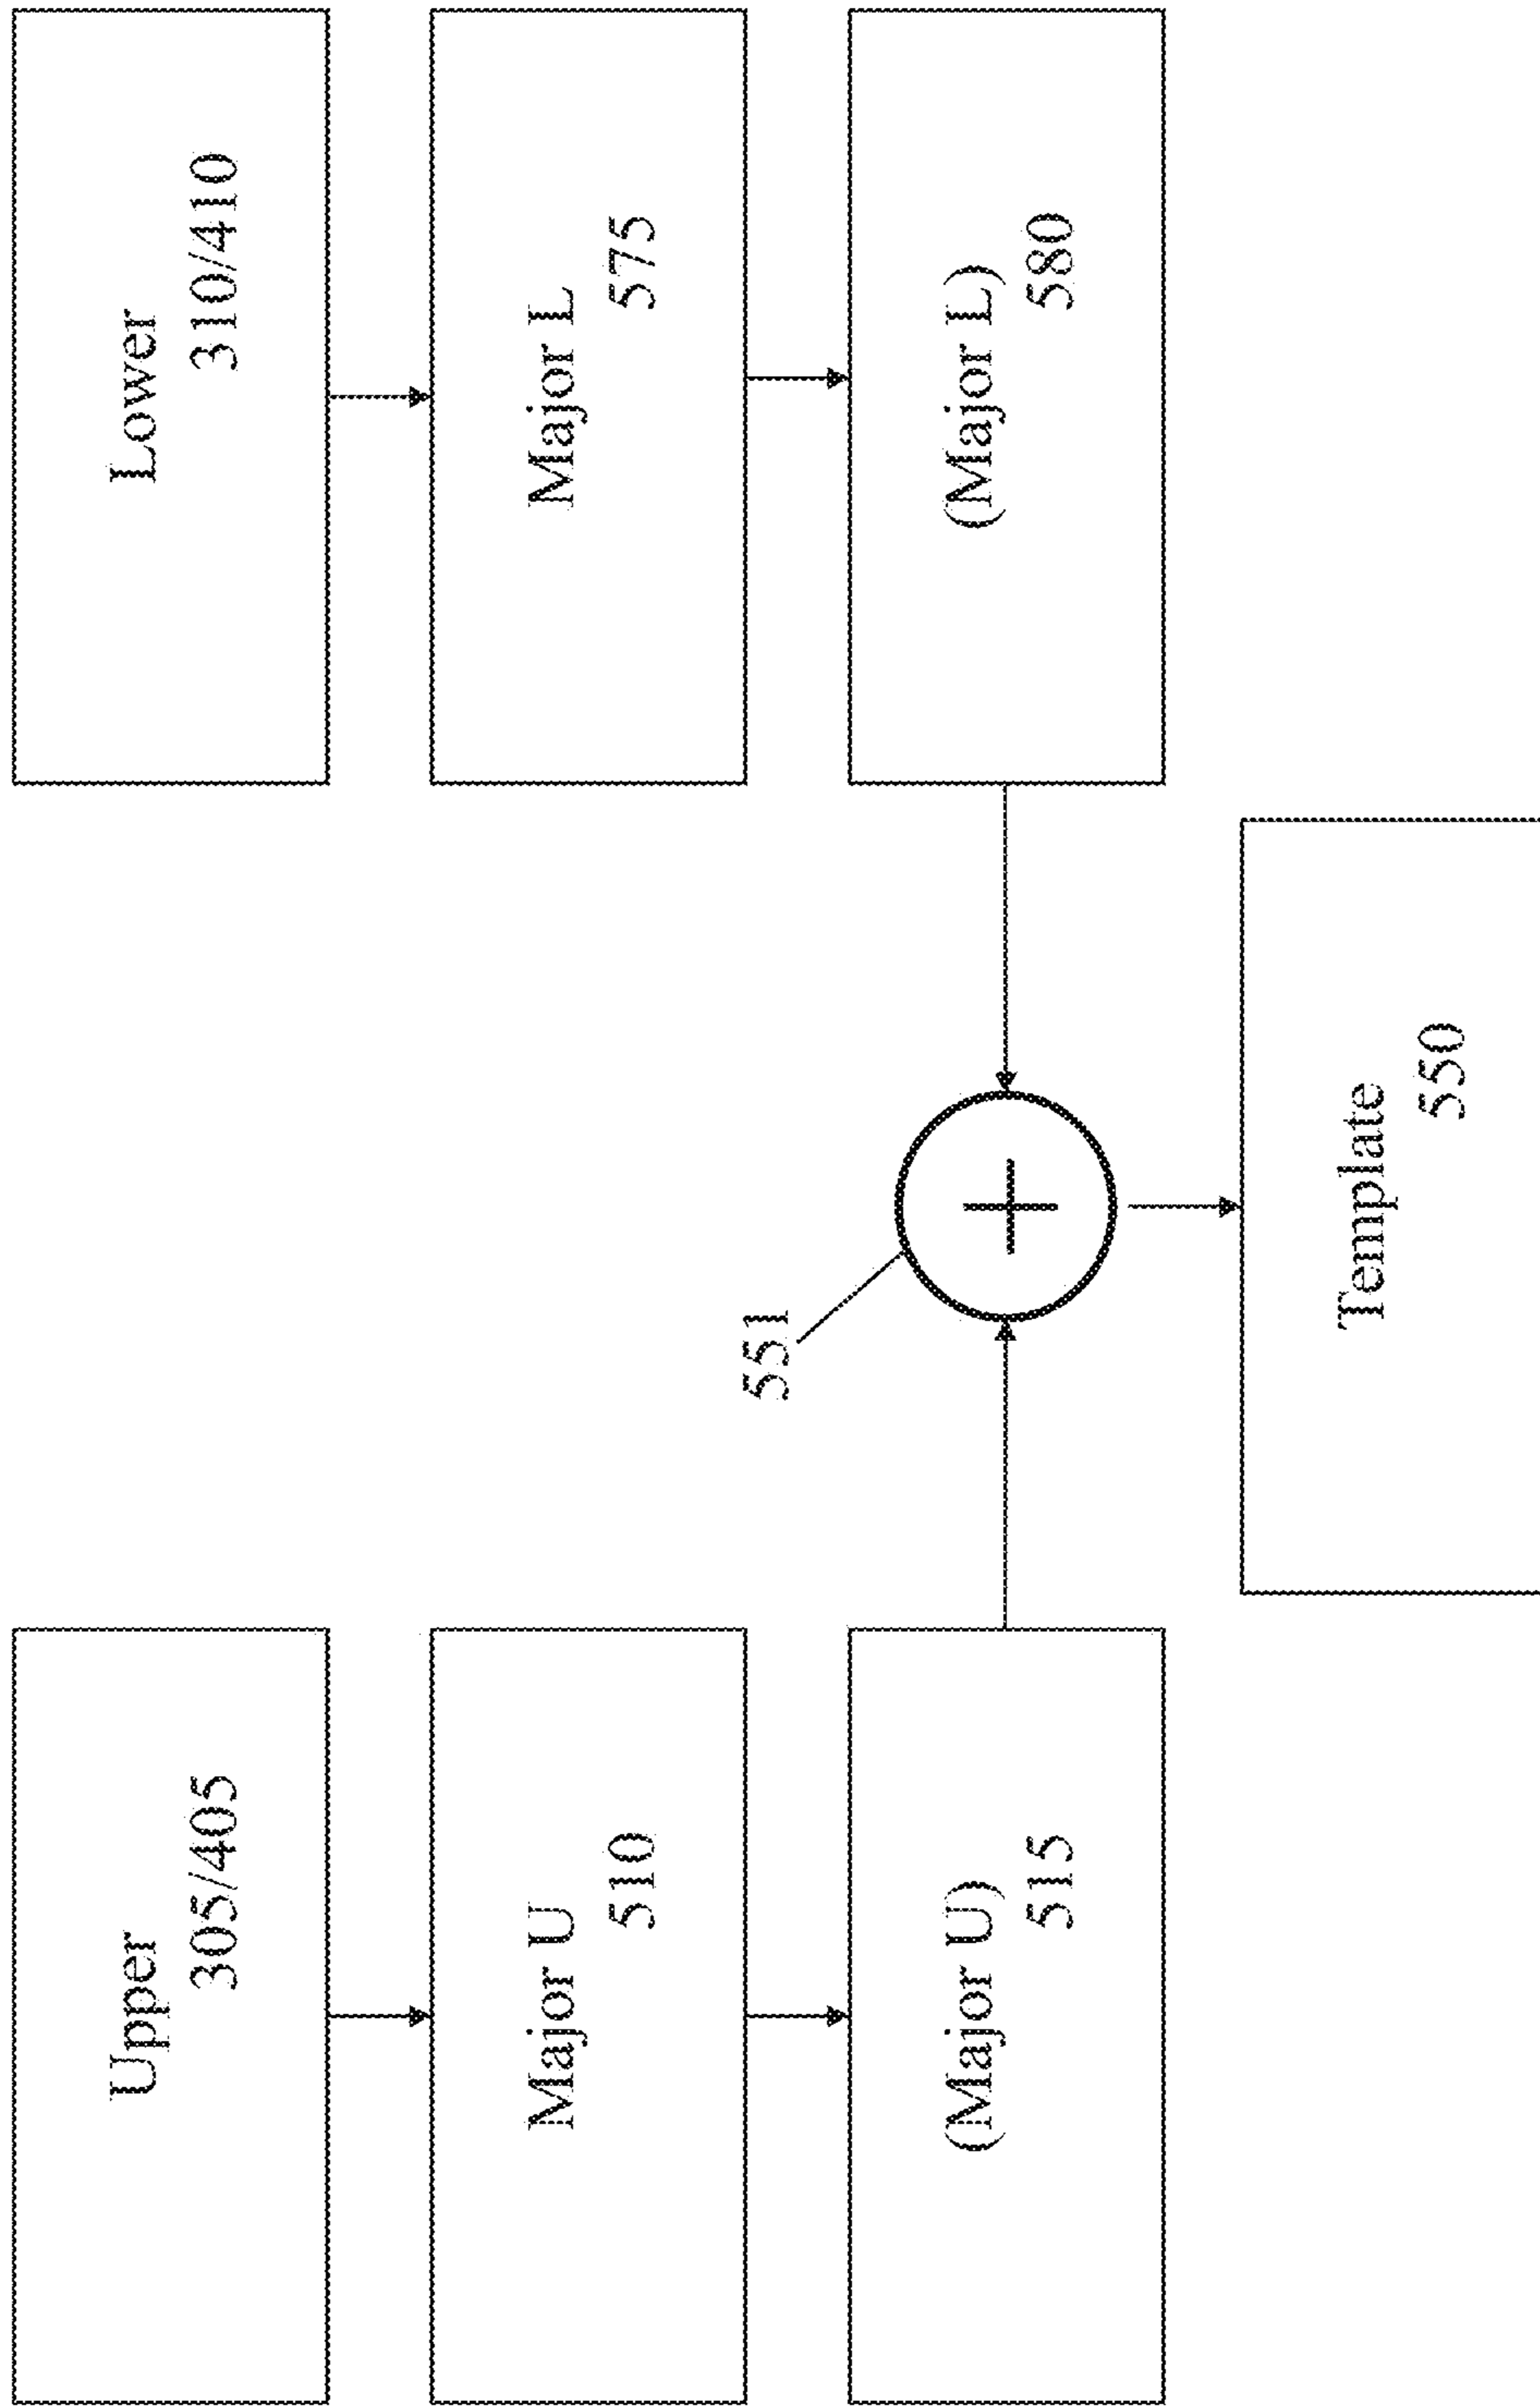 Upper
305/405
Major U
510
(Major U)
515
Lower
310/410
Major L
575
(Major L)
580
551
Template
550